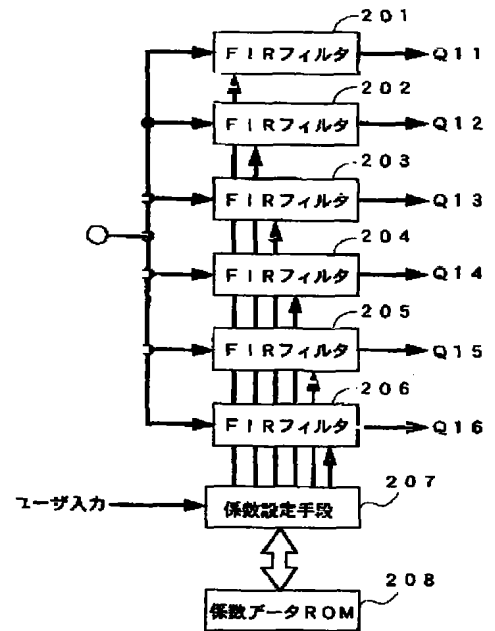 201
FIRフィルタ
Q11
202
FIRフィルタ
Q12
203
FIRフィルタ
Q13
204
FIRフィルタ
Q14
205
FIRフィルタ
Q15
206
FIRフィルタ
Q16
207
ユーザ入力
係数設定手段
208
係数データROM